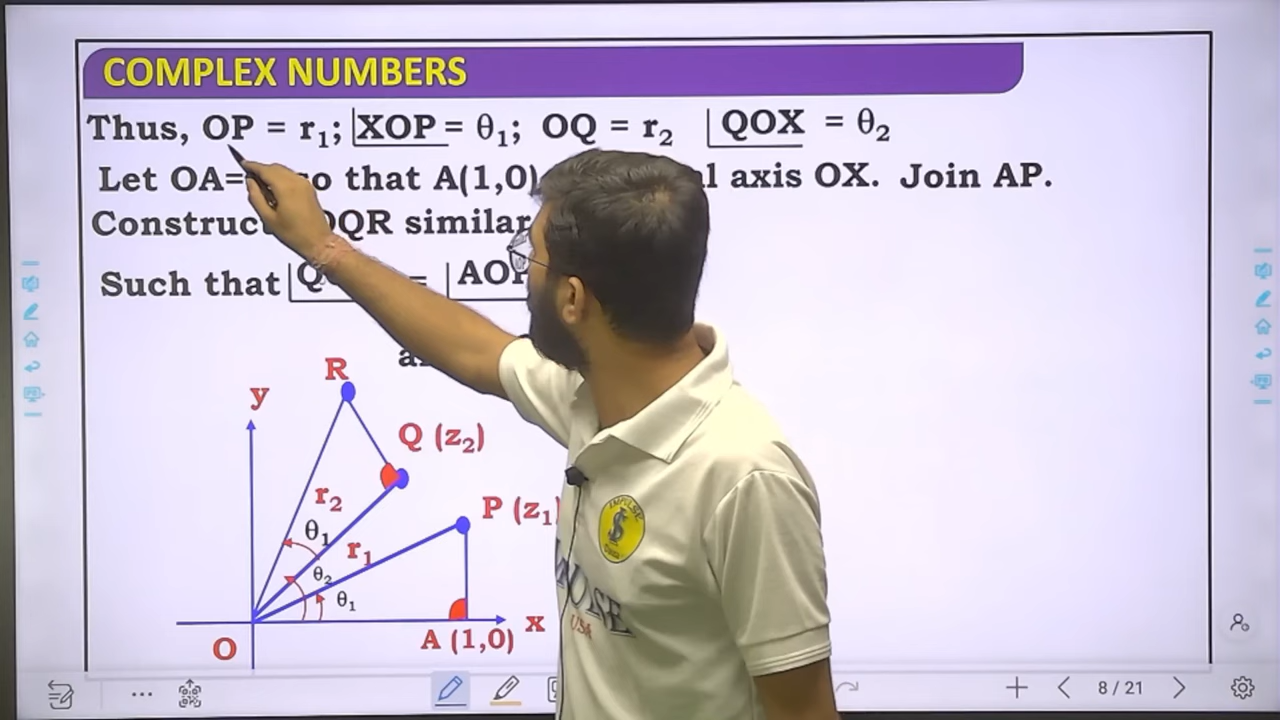 COMPLEX NUMBERS
Thus, OP = r₁; XOP = θ₁; OQ = r₂ QOX = θ₂
Let OA= so that A(1,0) axis OX. Join AP.
Construct OQR similar
Such that = AOP
R
y
Q (z₂)
r₂
P (z₁)
θ₁
r₁
θ₂
θ₁
x
O
A (1,0)
IMPULSE
USA
8/21